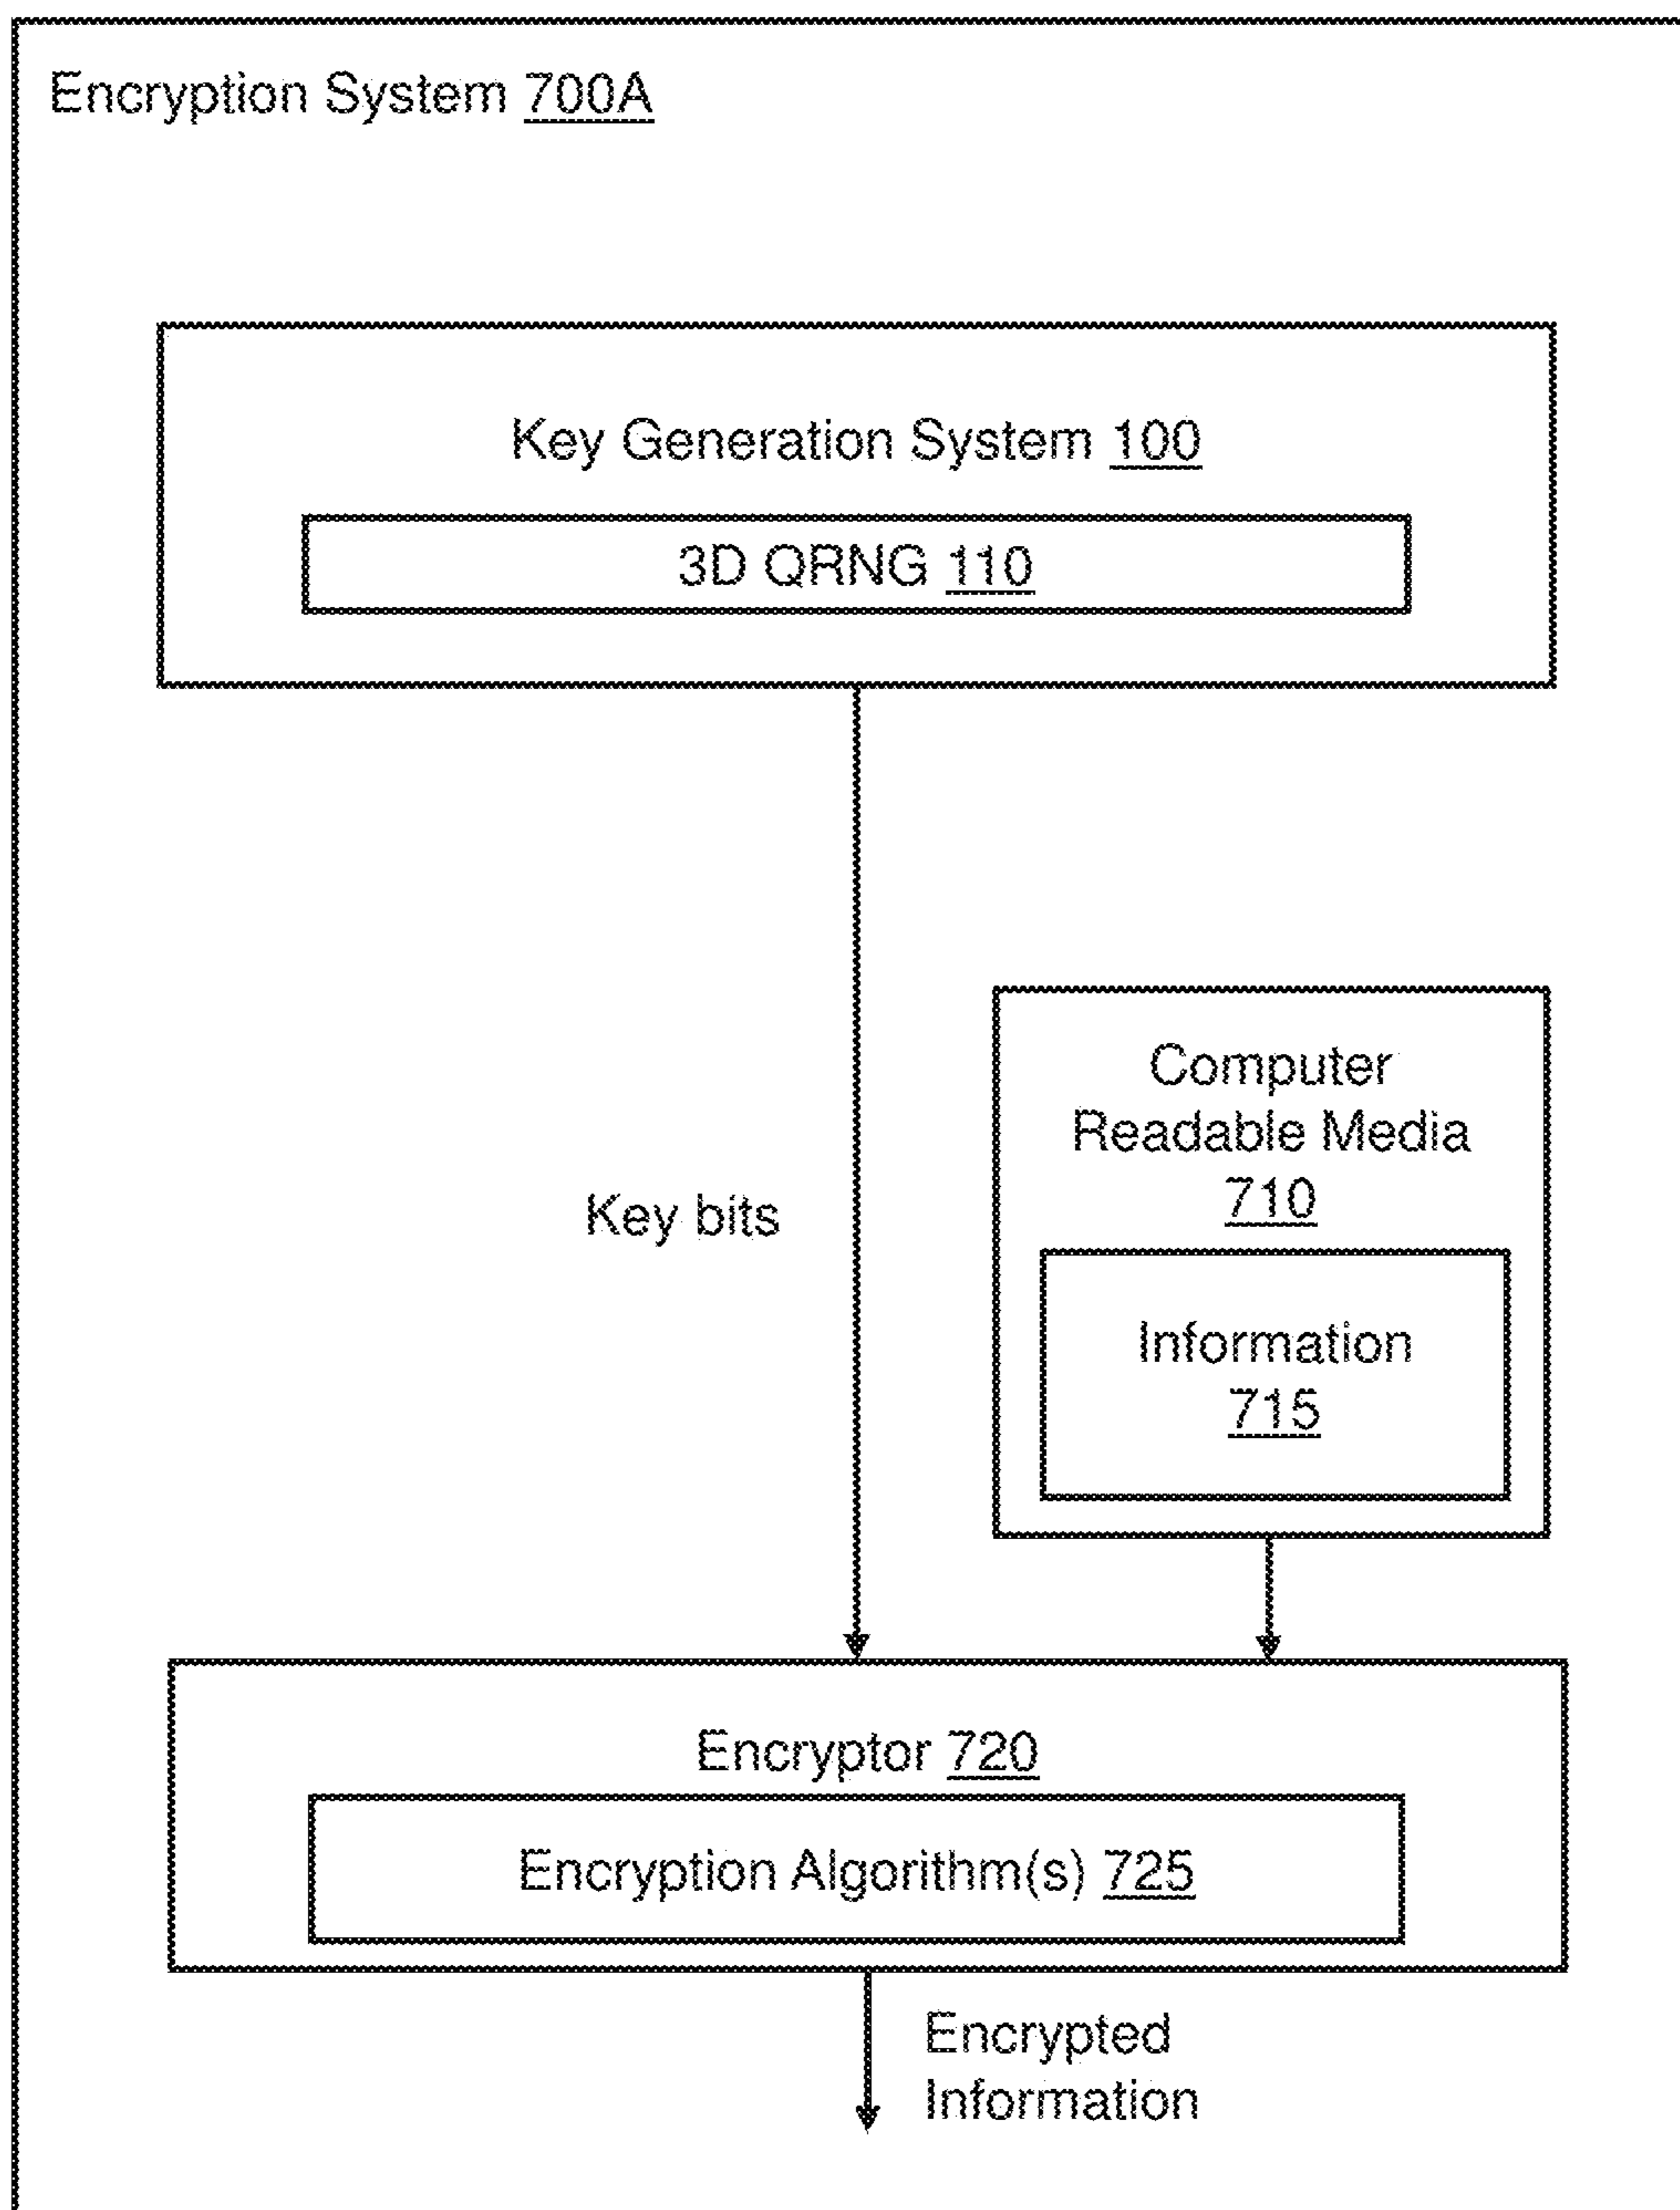 Encryption System 700A
Key Generation System 100
3D QRNG 110
Computer
Readable Media
710
Key bits
Information
715
Encryptor 720
Encryption Algorithm(s) 725
Encrypted
Information